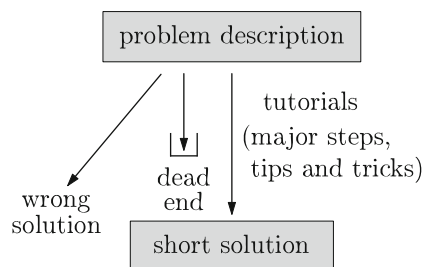 problem description
tutorials
(major steps,
tips and tricks)
dead
end
wrong
solution
short solution